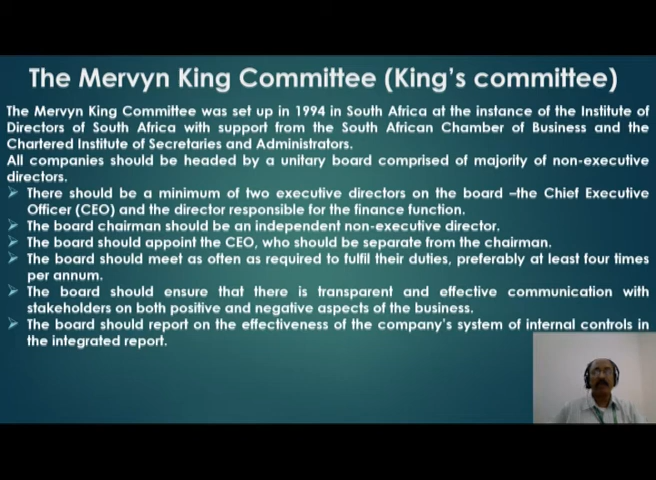 The Mervyn King Committee (King's committee)
The Mervyn King Committee was set up in 1994 in South Africa at the instance of the Institute of
Directors of South Africa with support from the South African Chamber of Business and the
Chartered Institute of Secretaries and Administrators.
All companies should be headed by a unitary board comprised of majority of non-executive
directors.
There should be a minimum of two executive directors on the board –the Chief Executive
Officer (CEO) and the director responsible for the finance function.
The board chairman should be an independent non-executive director.
The board should appoint the CEO, who should be separate from the chairman.
The board should meet as often as required to fulfil their duties, preferably at least four times
per annum.
The board should ensure that there is transparent and effective communication with
stakeholders on both positive and negative aspects of the business.
The board should report on the effectiveness of the company's system of internal controls in
the integrated report.